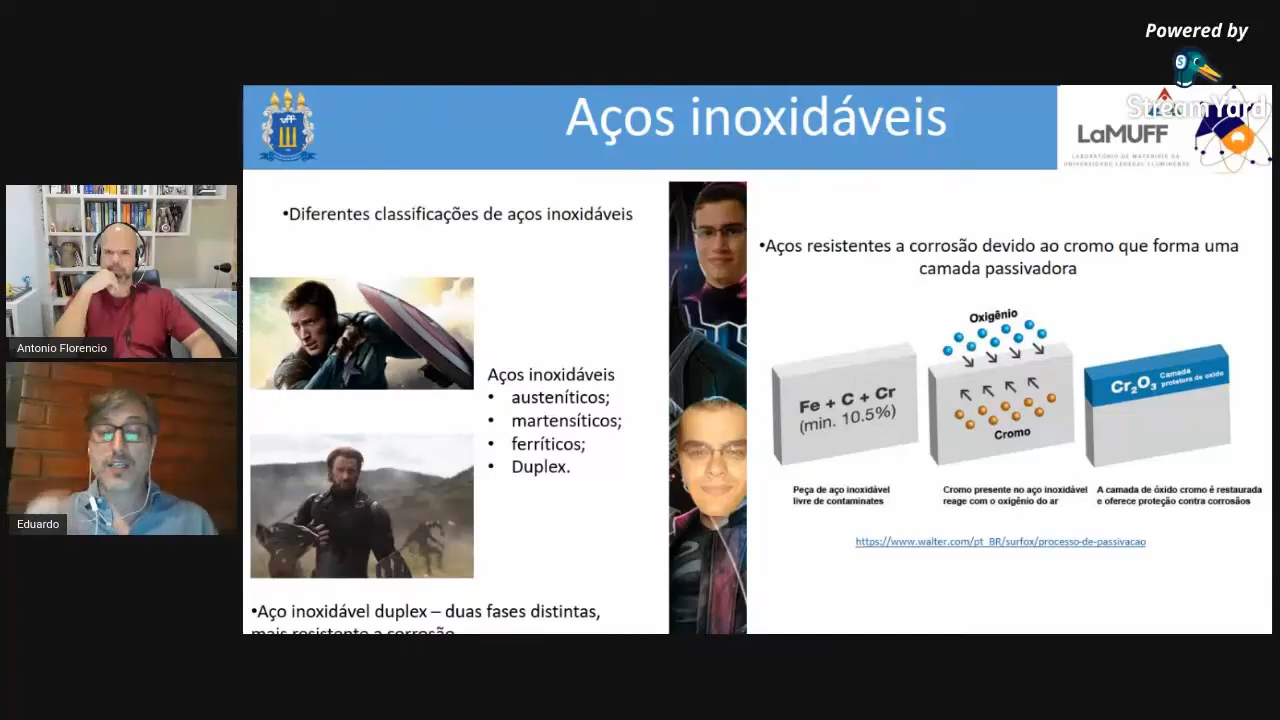 Powered by
StreamYard
Aços inoxidáveis
uff
LaMUFF
LABORATÓRIO DE MATERIAIS DA
UNIVERSIDADE FEDERAL FLUMINENSE
•Diferentes classificações de aços inoxidáveis
Aços inoxidáveis
• austeníticos;
• martensíticos;
• ferríticos;
• Duplex.
•Aço inoxidável duplex – duas fases distintas,
mais resistente a corrosão
•Aços resistentes a corrosão devido ao cromo que forma uma
camada passivadora
Oxigênio
Fe + C + Cr
(min. 10.5%)
Cromo
Cr₂O₃ Camada
protetora de oxido
Peça de aço inoxidável
livre de contaminates
Cromo presente no aço inoxidável
reage com o oxigênio do ar
A camada de óxido cromo é restaurada
e oferece proteção contra corrosãos
https://www.walter.com/pt_BR/surfox/processo-de-passivacao
Antonio Florencio
Eduardo